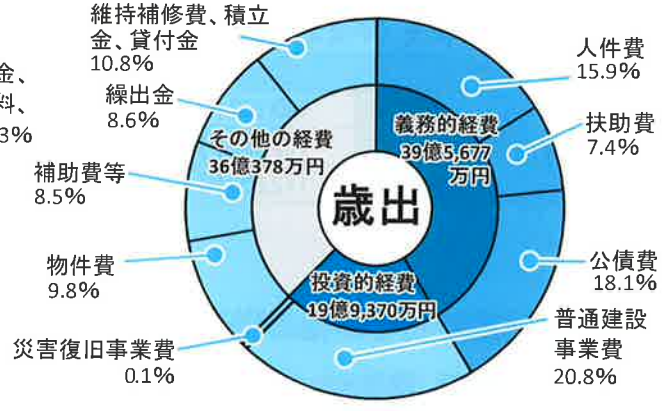 維持補修費、積立
金、貸付金
10.8%
金、
料、
3%
繰出金
8.6%
補助費等
8.5%
物件費
9.8%
災害復旧事業費
0.1%
人件費
15.9%
扶助費
7.4%
公債費
18.1%
普通建設
事業費
20.8%
その他の経費
36億378万円
義務的経費
39億5,677
万円
歳出
投資的経費
19億9,370万円